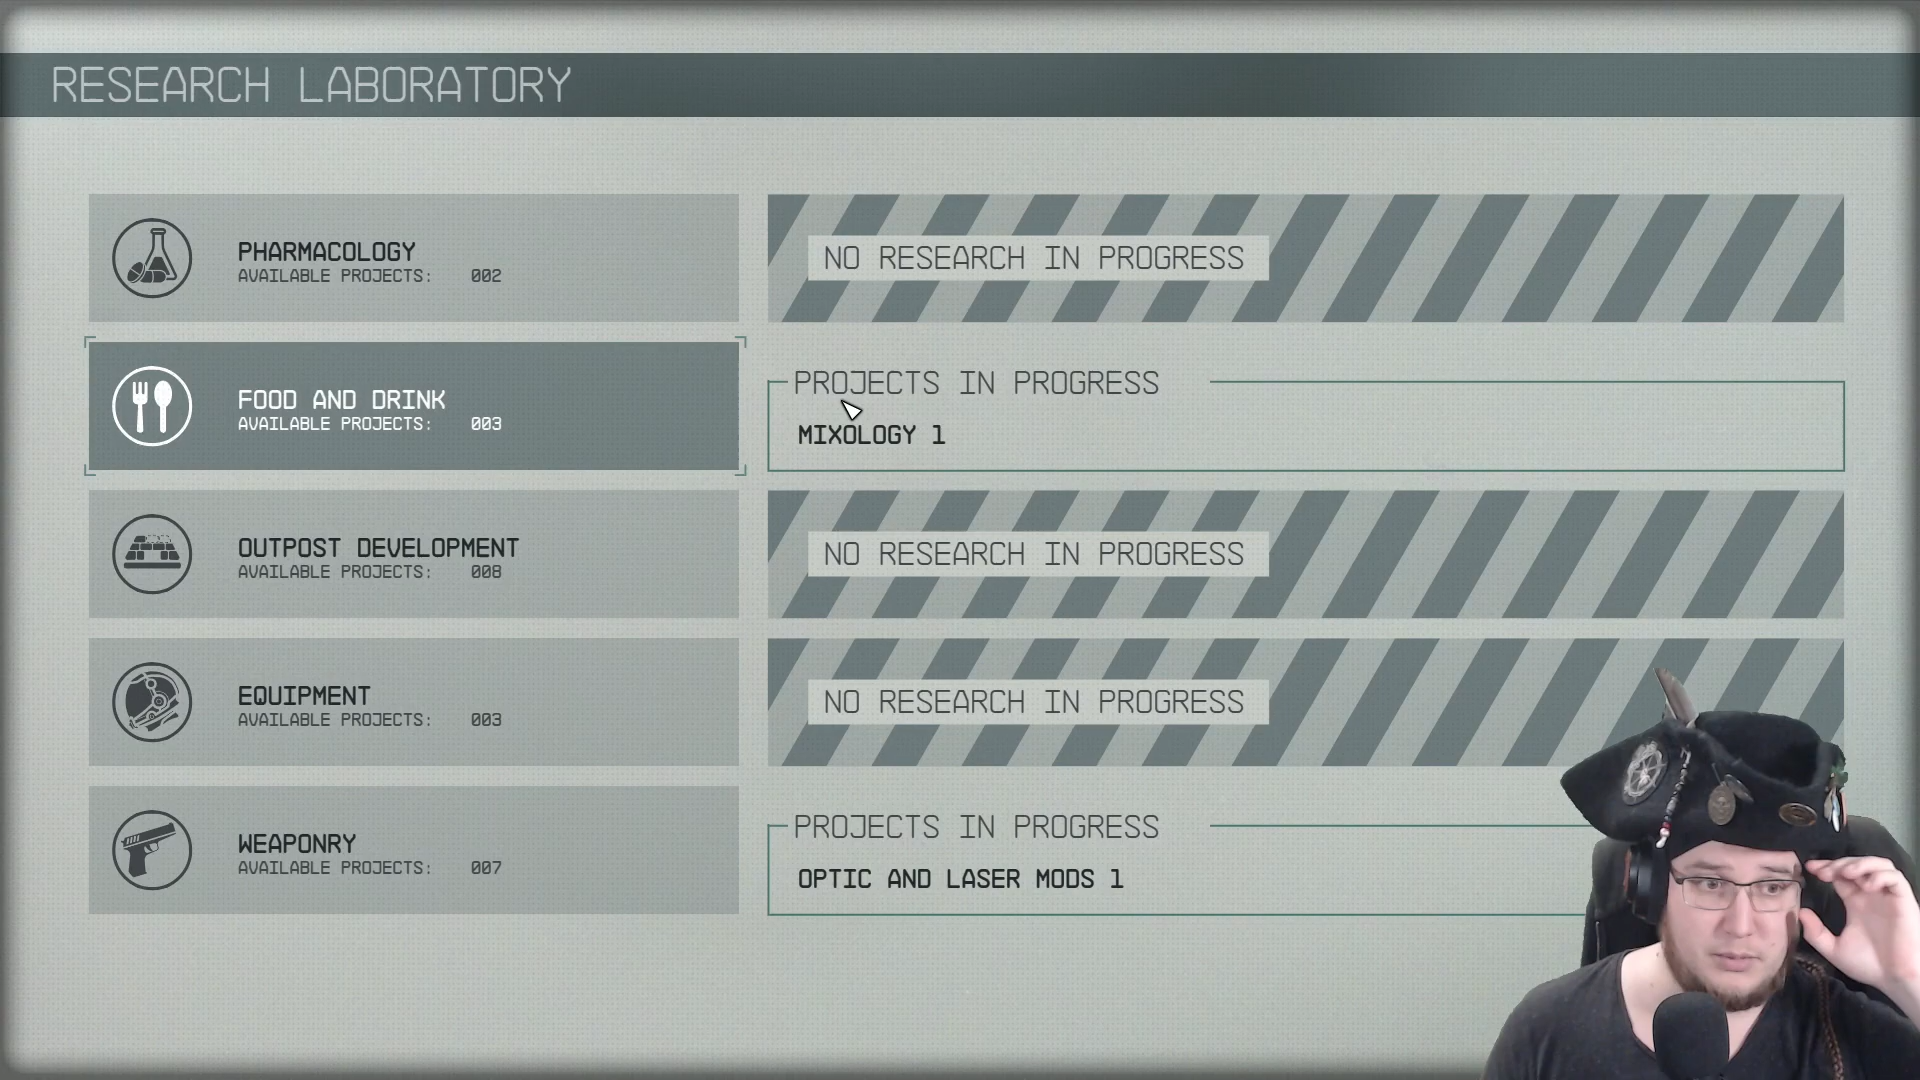 RESEARCH LABORATORY
PHARMACOLOGY
AVAILABLE PROJECTS: 002
NO RESEARCH IN PROGRESS
FOOD AND DRINK
AVAILABLE PROJECTS: 003
PROJECTS IN PROGRESS
MIXOLOGY 1
OUTPOST DEVELOPMENT
AVAILABLE PROJECTS: 008
NO RESEARCH IN PROGRESS
EQUIPMENT
AVAILABLE PROJECTS: 003
NO RESEARCH IN PROGRESS
WEAPONRY
AVAILABLE PROJECTS: 007
PROJECTS IN PROGRESS
OPTIC AND LASER MODS 1